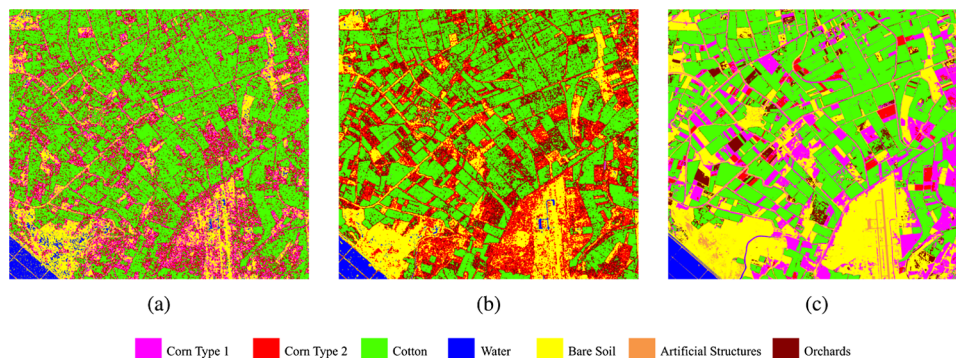 (a) (b) (c)
Corn Type 1 Corn Type 2 Cotton Water Bare Soil Artificial Structures Orchards